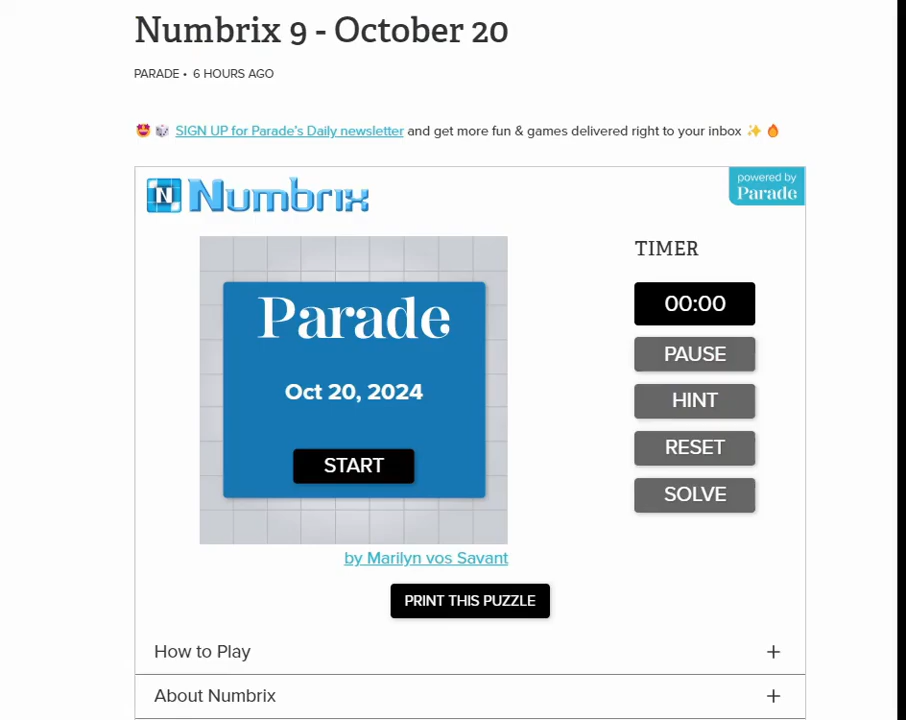 Numbrix 9 - October 20
PARADE • 6 HOURS AGO
🤩 🎲 SIGN UP for Parade's Daily newsletter and get more fun & games delivered right to your inbox ✨ 🔥
N Numbrix
powered by
Parade
TIMER
Parade
00:00
PAUSE
Oct 20, 2024
HINT
RESET
START
SOLVE
by Marilyn vos Savant
PRINT THIS PUZZLE
How to Play +
About Numbrix +